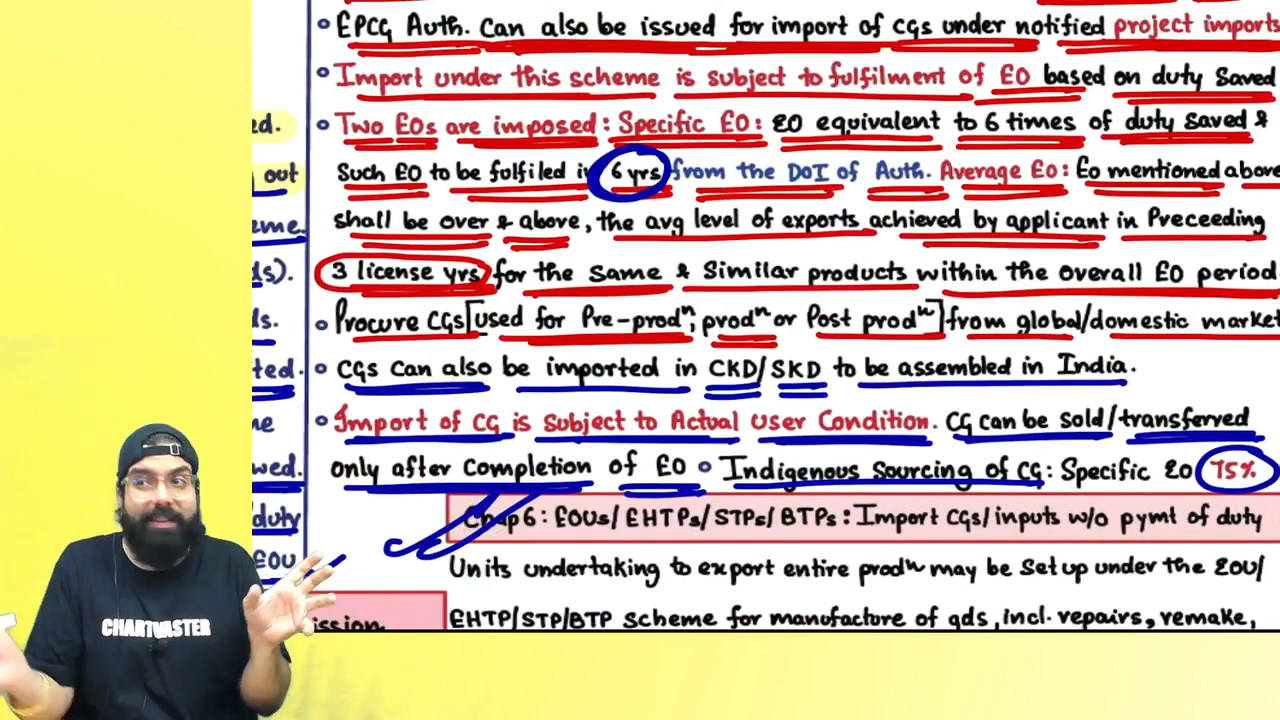 EPCG Auth. Can also be issued for import of CGs under notified project imports
Import under this scheme is subject to fulfilment of EO based on duty saved
Two EOs are imposed: Specific EO: EO equivalent to 6 times of duty saved &
Such EO to be fulfiled in 6 yrs from the DoI of Auth. Average EO: Eo mentioned above
shall be over & above, the avg level of exports achieved by applicant in Preceeding
3 license yrs for the same & Similar products within the overall EO period.
Procure CGs [used for Pre-prodⁿ, prodⁿ or Post prodⁿ] from global/domestic market
CGs can also be imported in CKD/SKD to be assembled in India.
Import of CG is subject to Actual User Condition. CG can be sold/transferred
only after completion of EO Indigenous sourcing of CG: Specific EO 75%
Chap 6: EOUs/EHTPs/STPs/BTPs: Import CGs/inputs w/o pymt of duty
Units undertaking to export entire prodⁿ may be set up under the EOU/
EHTP/STP/BTP scheme for manufacture of gds, incl. repairs, remake,
ed.
out
eme.
ds).
ds.
ted.
me
wed.
duty
EOU
ission
CHARTMASTER